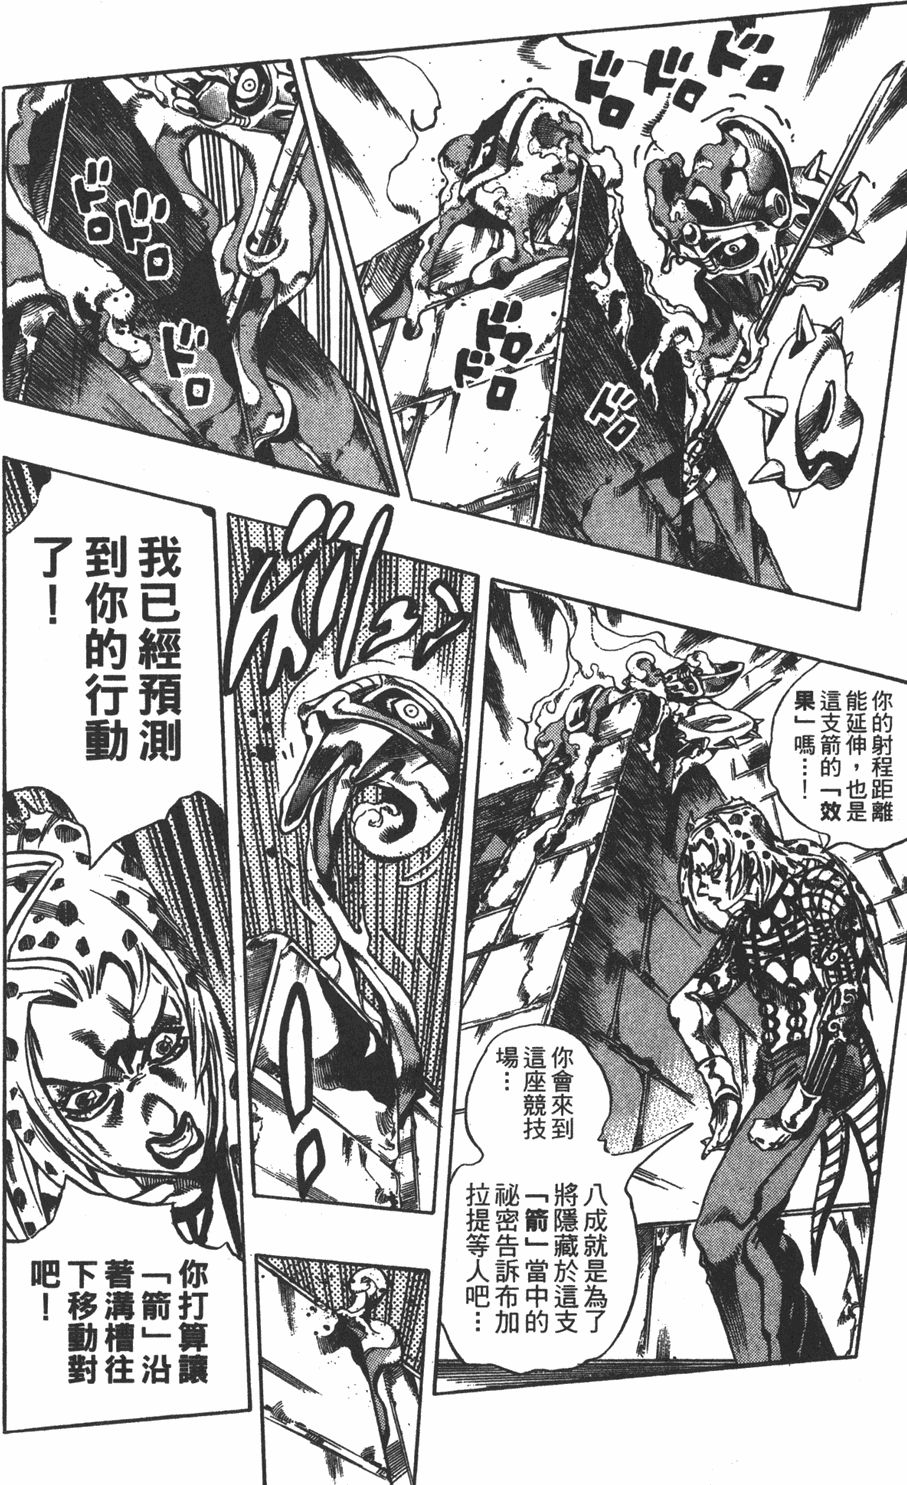 ドロ
ドロ
ドロ
ドロ
ドロ
ドロ
ドロ
ドロ
ドロ
你的射程距離
能延伸，也是
這支箭的「效
果」嗎…！
你會來到
這座競技
場…
八成就是為了
將隱藏於這支
「箭」當中的
祕密告訴布加
拉提等人吧…
ズリュン
我已經預測
到你的行動
了！
你打算讓
「箭」沿
著溝槽往
下移動對
吧！